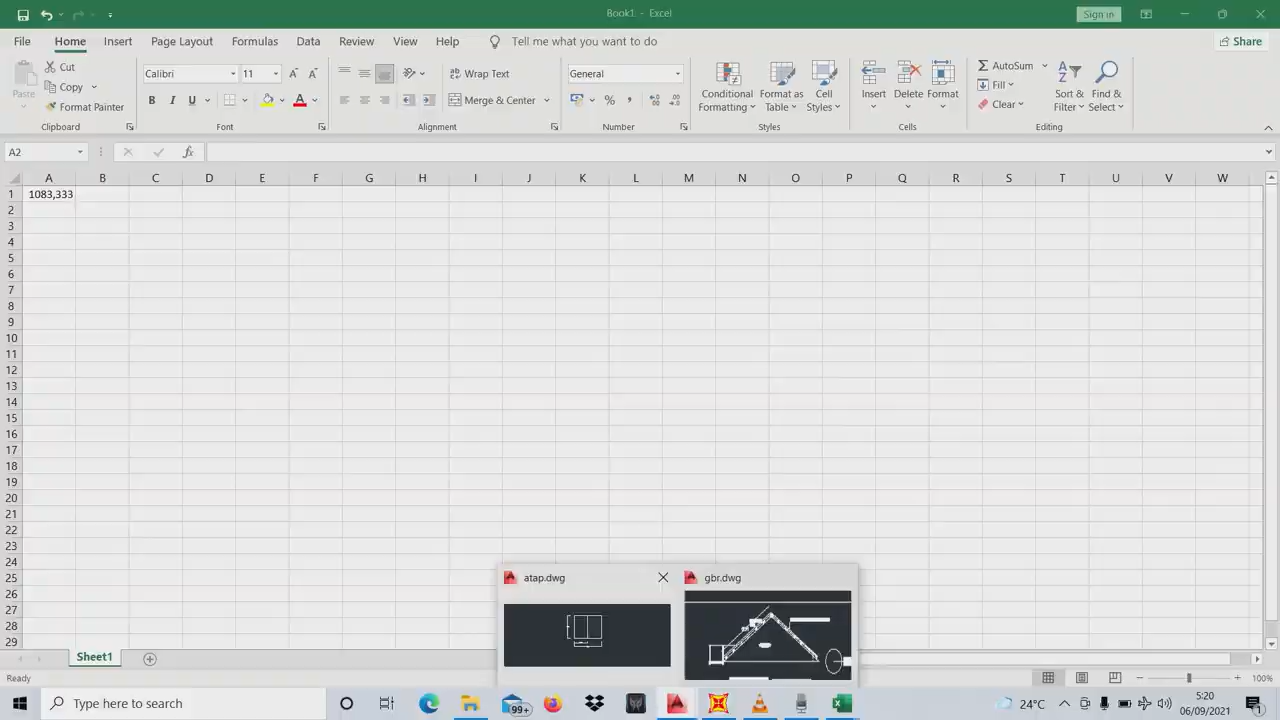 Book1 - Excel
Sign in
File Home Insert Page Layout Formulas Data Review View Help Tell me what you want to do Share
Paste
Cut
Copy
Format Painter
Clipboard
Calibri 11
B I U
Font
Wrap Text
Merge & Center
Alignment
General
Number
Conditional Formatting
Format as Table
Cell Styles
Styles
Insert
Delete
Format
Cells
AutoSum
Fill
Clear
Sort & Filter
Find & Select
Editing
A2
fx
A B C D E F G H I J K L M N O P Q R S T U V W
1 1083,333
2
3
4
5
6
7
8
9
10
11
12
13
14
15
16
17
18
19
20
21
22
23
24
25
26
27
28
29
atap.dwg
gbr.dwg
Sheet1
Ready
100%
Type here to search
99+
24°C
5:20
06/09/2021
1